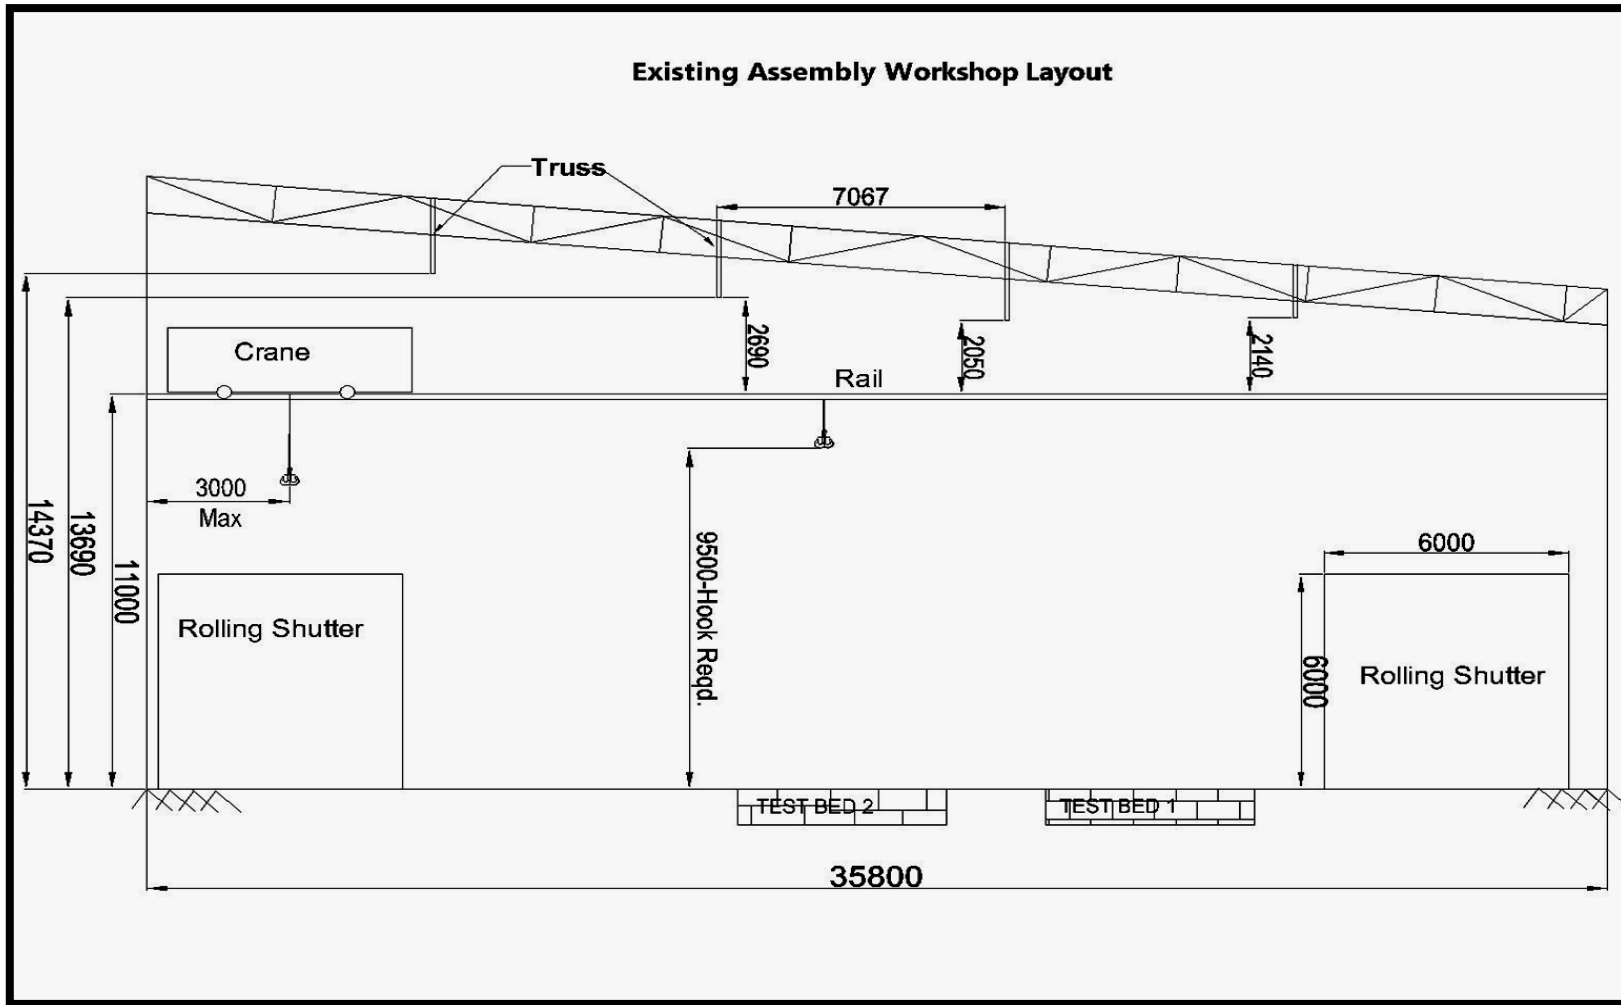 Existing Assembly Workshop Layout
Truss
7067
2690
2050
2140
Crane
Rail
3000
Max
14370
13690
11000
9500-Hook Reqd.
6000
6000
Rolling Shutter
Rolling Shutter
TEST BED 2
TEST BED 1
35800